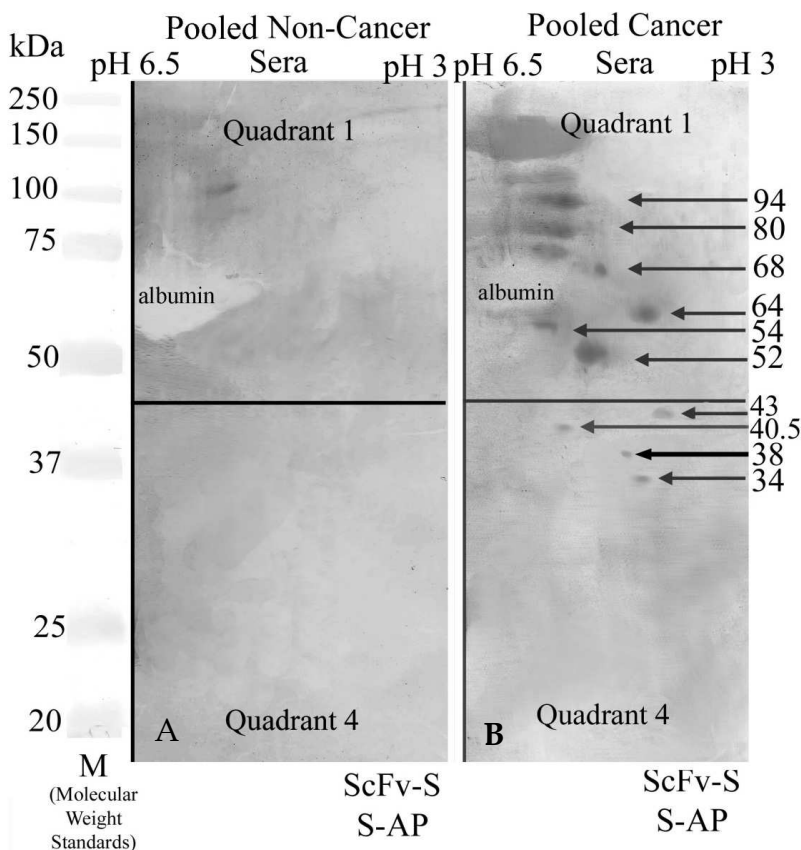 Pooled Non-Cancer
Sera
Pooled Cancer
Sera
kDa
pH 6.5
pH 3
pH 6.5
pH 3
250
150
100
75
50
37
25
20
Quadrant 1
albumin
A
Quadrant 4
Quadrant 1
albumin
B
Quadrant 4
94
80
68
64
54
52
43
40.5
38
34
M
(Molecular
Weight
Standards)
ScFv-S
S-AP
ScFv-S
S-AP